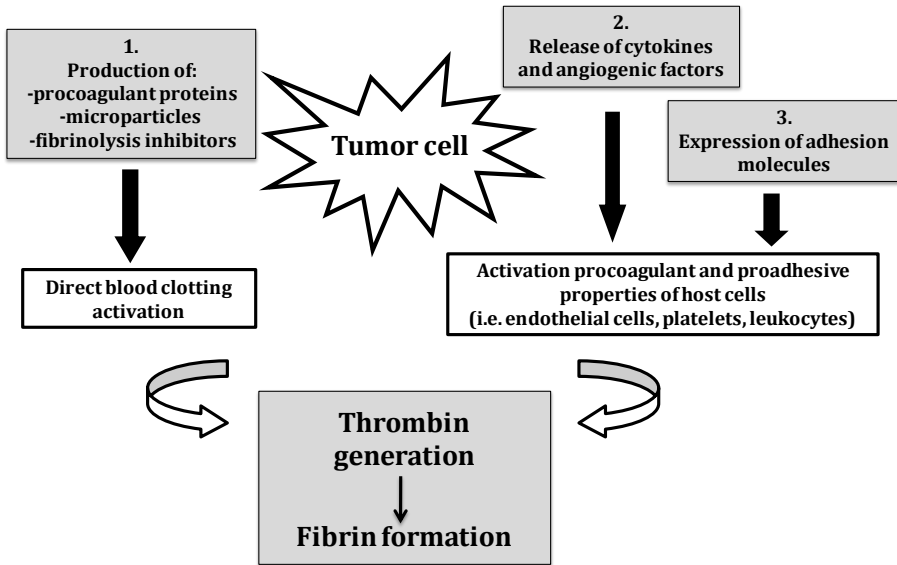 1.
Production of:
-procoagulant proteins
-microparticles
-fibrinolysis inhibitors
Tumor cell
2.
Release of cytokines
and angiogenic factors
3.
Expression of adhesion
molecules
Direct blood clotting
activation
Activation procoagulant and proadhesive
properties of host cells
(i.e. endothelial cells, platelets, leukocytes)
Thrombin
generation
Fibrin formation